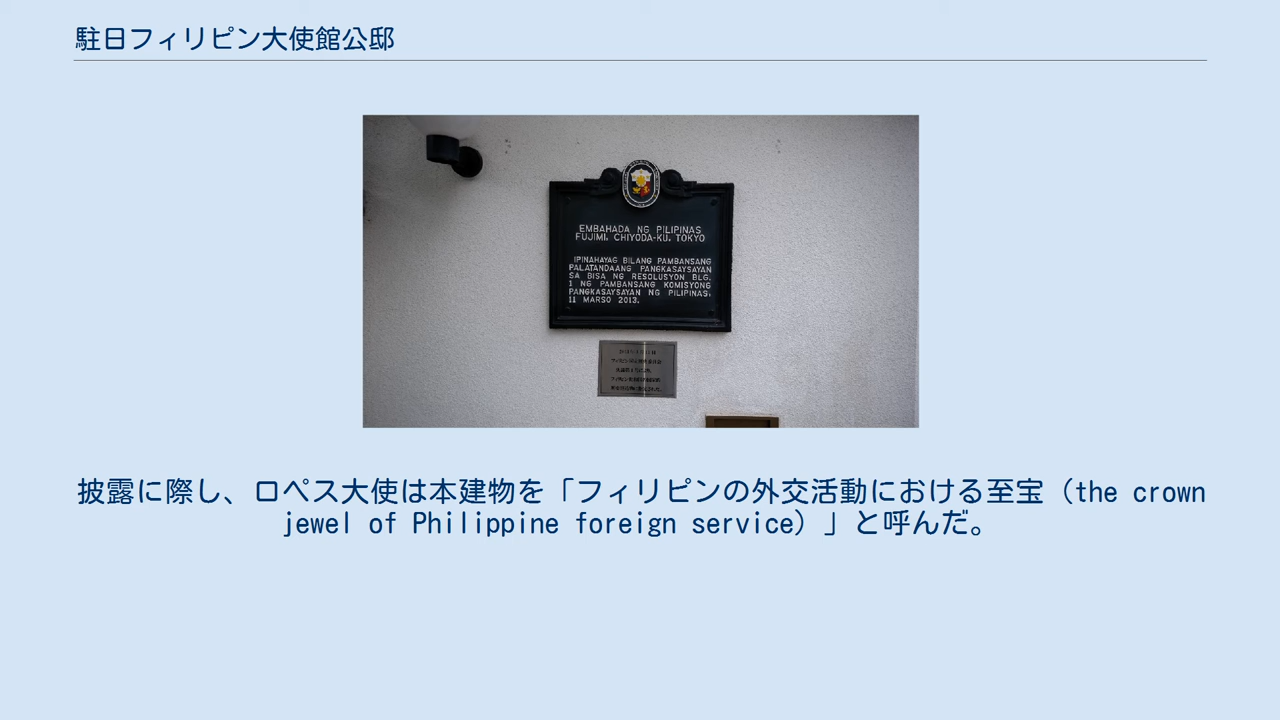 駐日フィリピン大使館公邸
EMBAHADA NG PILIPINAS
FUJIMI, CHIYODA-KU, TOKYO
IPINAHAYAG BILANG PAMBANSANG
PALATANDAANG PANGKASAYSAYAN
SA BISA NG RESOLUSYON BLG.
1 NG PAMBANSANG KOMISYONG
PANGKASAYSAYAN NG PILIPINAS,
11 MARSO 2013.
披露に際し、ロペス大使は本建物を「フィリピンの外交活動における至宝（the crown
jewel of Philippine foreign service）」と呼んだ。